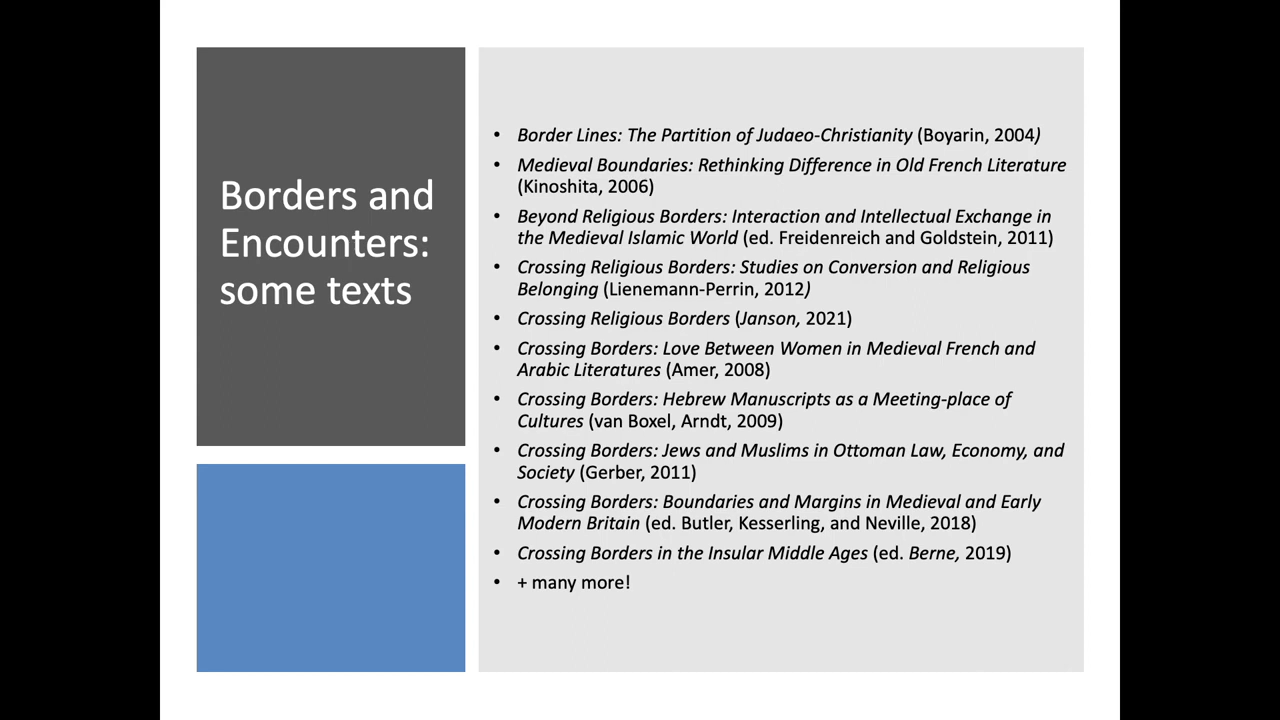 Borders and
Encounters:
some texts
• Border Lines: The Partition of Judaeo-Christianity (Boyarin, 2004)
• Medieval Boundaries: Rethinking Difference in Old French Literature
(Kinoshita, 2006)
• Beyond Religious Borders: Interaction and Intellectual Exchange in
the Medieval Islamic World (ed. Freidenreich and Goldstein, 2011)
• Crossing Religious Borders: Studies on Conversion and Religious
Belonging (Lienemann-Perrin, 2012)
• Crossing Religious Borders (Janson, 2021)
• Crossing Borders: Love Between Women in Medieval French and
Arabic Literatures (Amer, 2008)
• Crossing Borders: Hebrew Manuscripts as a Meeting-place of
Cultures (van Boxel, Arndt, 2009)
• Crossing Borders: Jews and Muslims in Ottoman Law, Economy, and
Society (Gerber, 2011)
• Crossing Borders: Boundaries and Margins in Medieval and Early
Modern Britain (ed. Butler, Kesserling, and Neville, 2018)
• Crossing Borders in the Insular Middle Ages (ed. Berne, 2019)
• + many more!